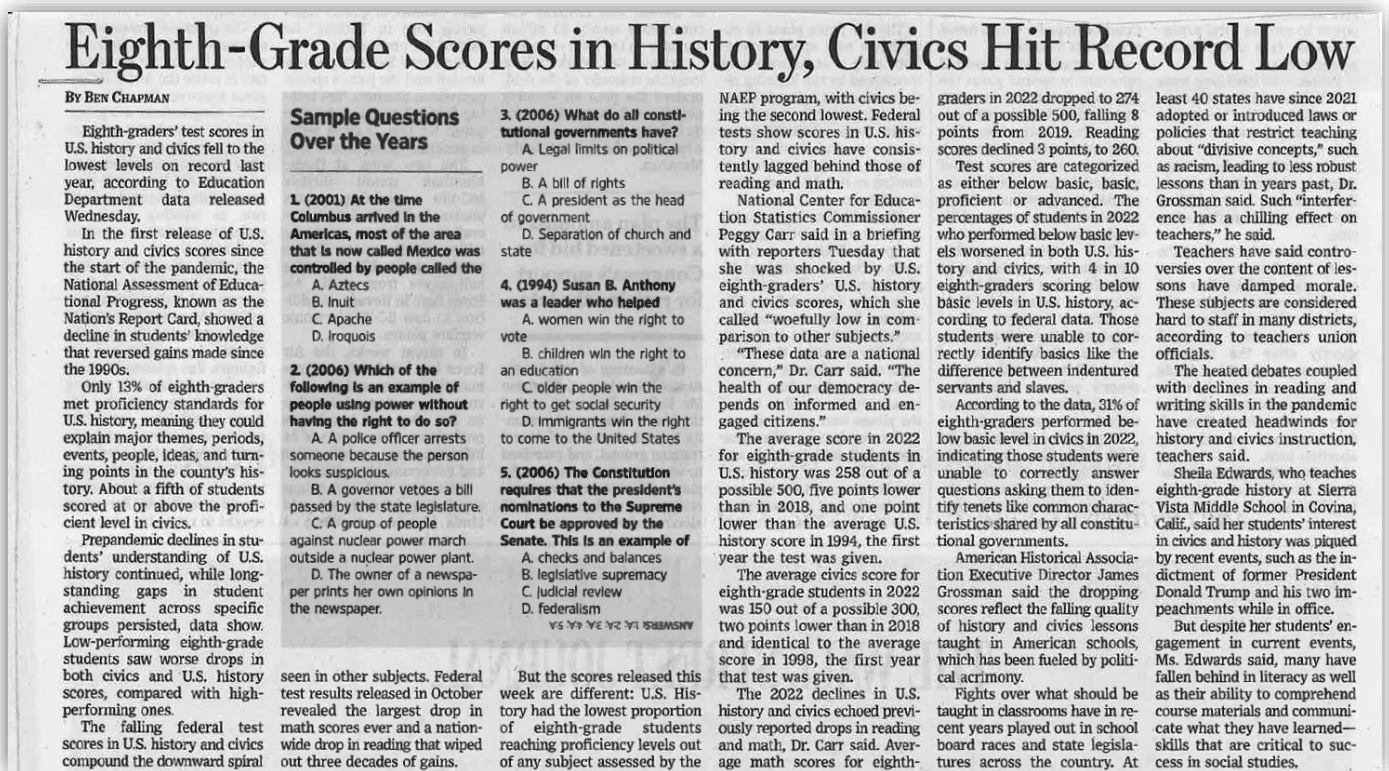 Eighth-Grade Scores in History, Civics Hit Record Low
BY BEN CHAPMAN
Eighth-graders' test scores in
U.S. history and civics fell to the
lowest levels on record last
year, according to Education
Department data released
Wednesday.
In the first release of U.S.
history and civics scores since
the start of the pandemic, the
National Assessment of Educa-
tional Progress, known as the
Nation's Report Card, showed a
decline in students' knowledge
that reversed gains made since
the 1990s.
Only 13% of eighth-graders
met proficiency standards for
U.S. history, meaning they could
explain major themes, periods,
events, people, ideas, and turn-
ing points in the county's his-
tory. About a fifth of students
scored at or above the profi-
cient level in civics.
Prepandemic declines in stu-
dents' understanding of U.S.
history continued, while long-
standing gaps in student
achievement across specific
groups persisted, data show.
Low-performing eighth-grade
students saw worse drops in
both civics and U.S. history
scores, compared with high-
performing ones.
The falling federal test
scores in U.S. history and civics
compound the downward spiral
Sample Questions
Over the Years
1. (2001) At the time
Columbus arrived in the
Americas, most of the area
that is now called Mexico was
controlled by people called the
A. Aztecs
B. Inuit
C. Apache
D. Iroquois
2. (2006) Which of the
following is an example of
people using power without
having the right to do so?
A. A police officer arrests
someone because the person
looks suspicious.
B. A governor vetoes a bill
passed by the state legislature.
C. A group of people
against nuclear power march
outside a nuclear power plant.
D. The owner of a newspa-
per prints her own opinions in
the newspaper.
3. (2006) What do all consti-
tutional governments have?
A. Legal limits on political
power
B. A bill of rights
C. A president as the head
of government
D. Separation of church and
state
4. (1994) Susan B. Anthony
was a leader who helped
A. women win the right to
vote
B. children win the right to
an education
C. older people win the
right to get social security
D. Immigrants win the right
to come to the United States
5. (2006) The Constitution
requires that the president's
nominations to the Supreme
Court be approved by the
Senate. This is an example of
A. checks and balances
B. legislative supremacy
C. judicial review
D. federalism
ANSWERS: 1.A 2.A 3.A 4.A 5.A
seen in other subjects. Federal
test results released in October
revealed the largest drop in
math scores ever and a nation-
wide drop in reading that wiped
out three decades of gains.
But the scores released this
week are different: U.S. His-
tory had the lowest proportion
of eighth-grade students
reaching proficiency levels out
of any subject assessed by the
NAEP program, with civics be-
ing the second lowest. Federal
tests show scores in U.S. his-
tory and civics have consis-
tently lagged behind those of
reading and math.
National Center for Educa-
tion Statistics Commissioner
Peggy Carr said in a briefing
with reporters Tuesday that
she was shocked by U.S.
eighth-graders' U.S. history
and civics scores, which she
called "woefully low in com-
parison to other subjects."
"These data are a national
concern," Dr. Carr said. "The
health of our democracy de-
pends on informed and en-
gaged citizens."
The average score in 2022
for eighth-grade students in
U.S. history was 258 out of a
possible 500, five points lower
than in 2018, and one point
lower than the average U.S.
history score in 1994, the first
year the test was given.
The average civics score for
eighth-grade students in 2022
was 150 out of a possible 300,
two points lower than in 2018
and identical to the average
score in 1998, the first year
that test was given.
The 2022 declines in U.S.
history and civics echoed previ-
ously reported drops in reading
and math, Dr. Carr said. Aver-
age math scores for eighth-
graders in 2022 dropped to 274
out of a possible 500, falling 8
points from 2019. Reading
scores declined 3 points, to 260.
Test scores are categorized
as either below basic, basic,
proficient or advanced. The
percentages of students in 2022
who performed below basic lev-
els worsened in both U.S. his-
tory and civics, with 4 in 10
eighth-graders scoring below
basic levels in U.S. history, ac-
cording to federal data. Those
students were unable to cor-
rectly identify basics like the
difference between indentured
servants and slaves.
According to the data, 31% of
eighth-graders performed be-
low basic level in civics in 2022,
indicating those students were
unable to correctly answer
questions asking them to iden-
tify tenets like common charac-
teristics shared by all constitu-
tional governments.
American Historical Associa-
tion Executive Director James
Grossman said the dropping
scores reflect the falling quality
of history and civics lessons
taught in American schools,
which has been fueled by politi-
cal acrimony.
Fights over what should be
taught in classrooms have in re-
cent years played out in school
board races and state legisla-
tures across the country. At
least 40 states have since 2021
adopted or introduced laws or
policies that restrict teaching
about "divisive concepts," such
as racism, leading to less robust
lessons than in years past, Dr.
Grossman said. Such "interfer-
ence has a chilling effect on
teachers," he said.
Teachers have said contro-
versies over the content of les-
sons have damped morale.
These subjects are considered
hard to staff in many districts,
according to teachers union
officials.
The heated debates coupled
with declines in reading and
writing skills in the pandemic
have created headwinds for
history and civics instruction,
teachers said.
Sheila Edwards, who teaches
eighth-grade history at Sierra
Vista Middle School in Covina,
Calif., said her students' interest
in civics and history was piqued
by recent events, such as the in-
dictment of former President
Donald Trump and his two im-
peachments while in office.
But despite her students' en-
gagement in current events,
Ms. Edwards said, many have
fallen behind in literacy as well
as their ability to comprehend
course materials and communi-
cate what they have learned—
skills that are critical to suc-
cess in social studies.